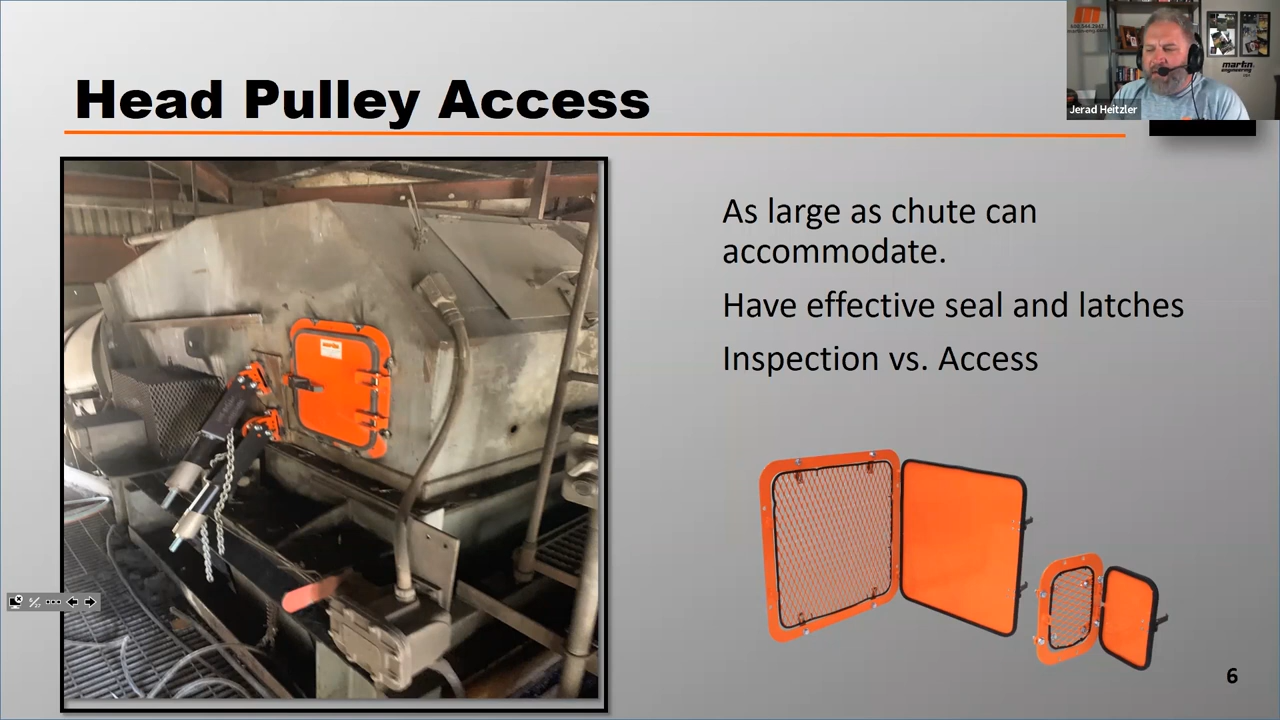 Head Pulley Access
martin
engineering
Jerad Heitzler
As large as chute can
accommodate.
Have effective seal and latches
Inspection vs. Access
6